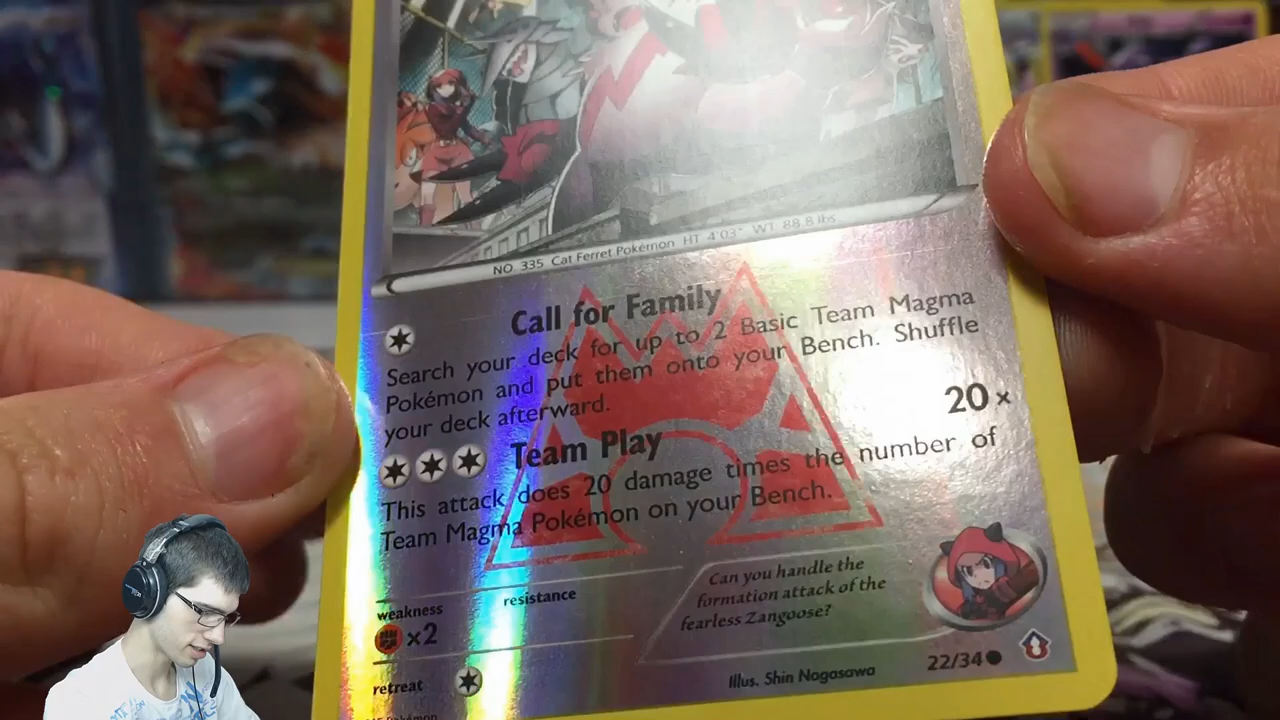 NO. 335 Cat Ferret Pokémon HT 4'03" WT 88.8 lbs.
Call for Family
Search your deck for up to 2 Basic Team Magma
Pokémon and put them onto your Bench. Shuffle
your deck afterward.
Team Play 20×
This attack does 20 damage times the number of
Team Magma Pokémon on your Bench.
weakness resistance
×2
retreat
Can you handle the
formation attack of the
fearless Zangoose?
Illus. Shin Nagasawa 22/34
Pokémon